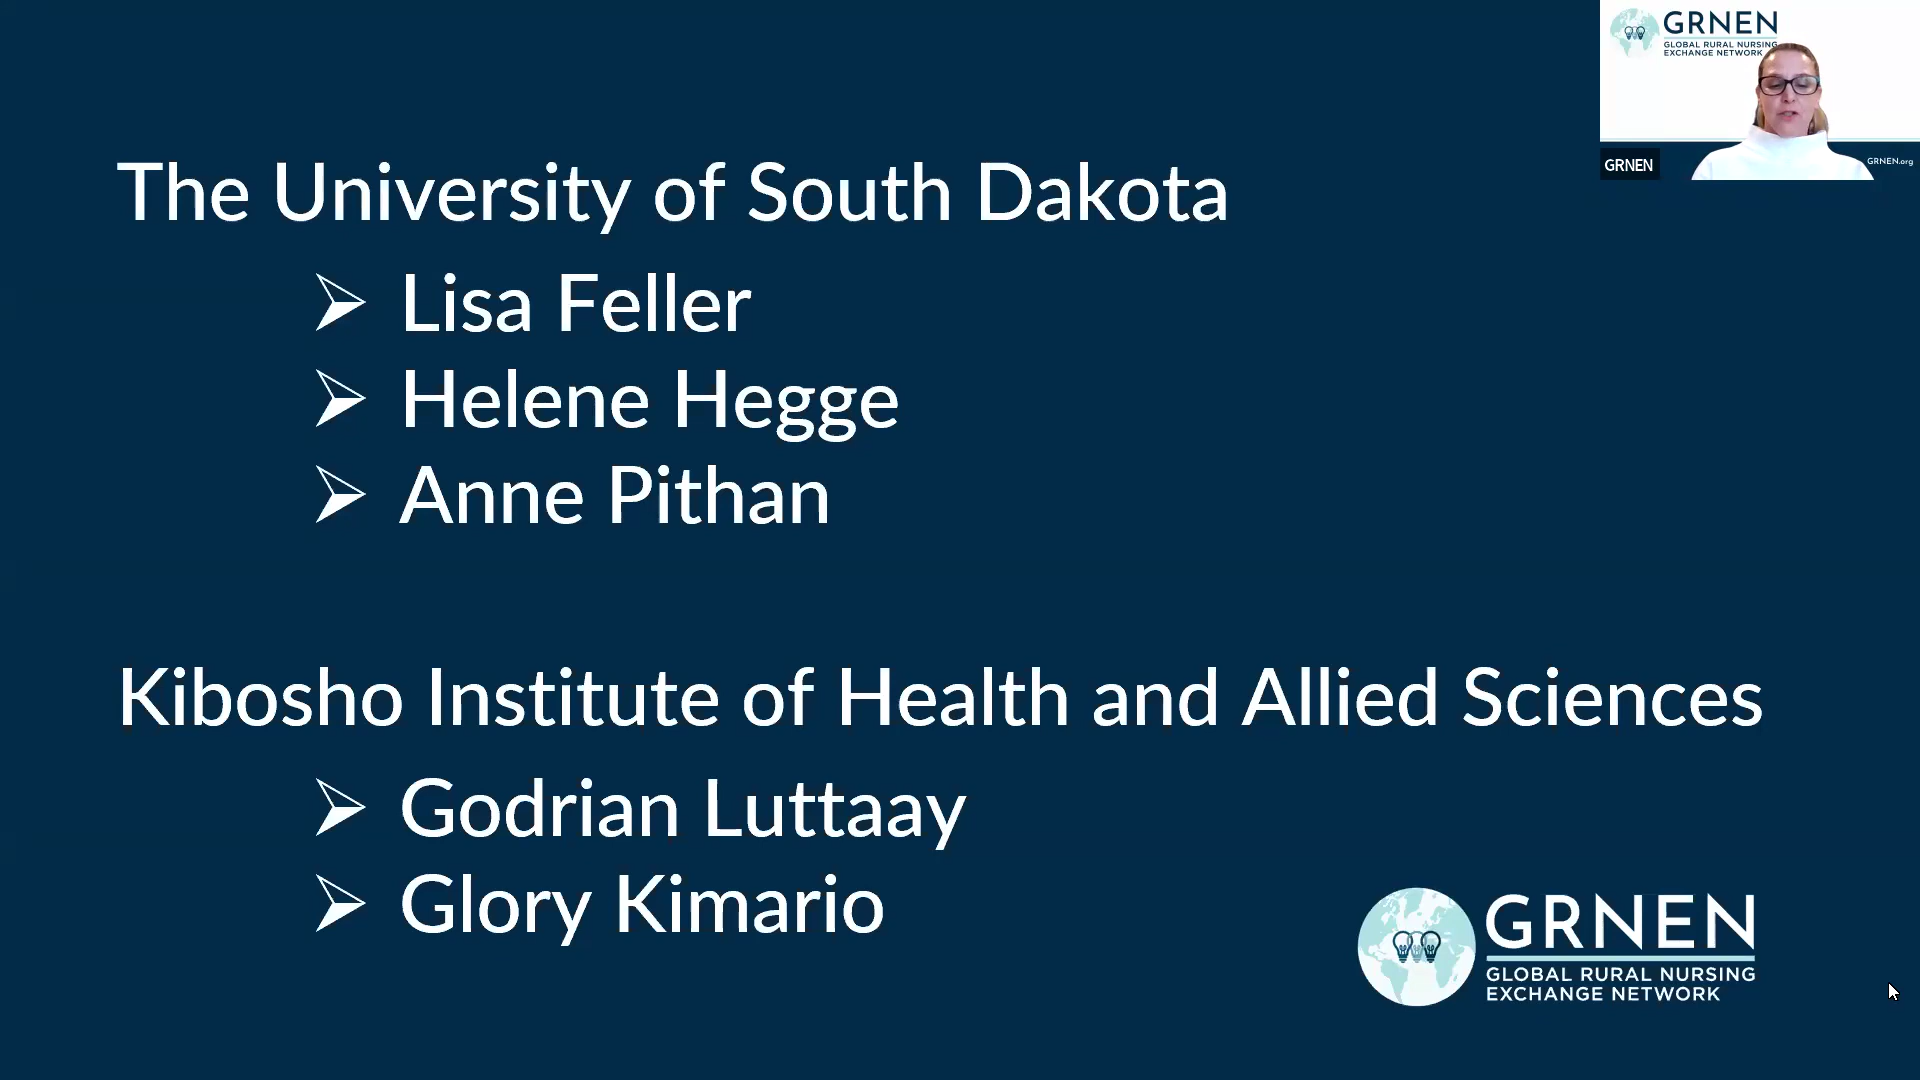 GRNEN
GLOBAL RURAL NURSING
EXCHANGE NETWORK
GRNEN
GRNEN.org
The University of South Dakota
Lisa Feller
Helene Hegge
Anne Pithan
Kibosho Institute of Health and Allied Sciences
Godrian Luttaay
Glory Kimario
GRNEN
GLOBAL RURAL NURSING
EXCHANGE NETWORK